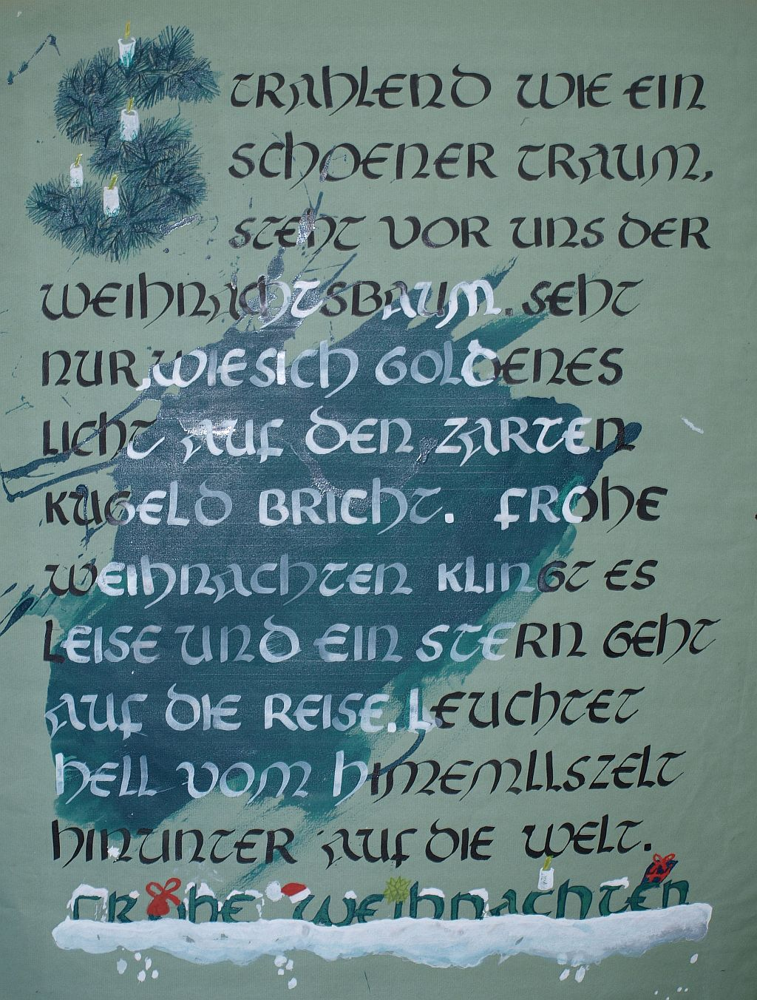 STRAHLEND WIE EIN
SCHOENER TRAUM,
STEHT VOR UNS DER
WEIHNACHTSBAUM. SEHT
NUR, WIE SICH GOLDENES
LICHT AUF DEN ZARTEN
KUGELD BRICHT. FROHE
WEIHNACHTEN KLINGT ES
LEISE UND EIN STERN GEHT
AUF DIE REISE. LEUCHTET
HELL VOM HIMEMLLSZELT
HINUNTER AUF DIE WELT.
FROHE WEIHNACHTEN